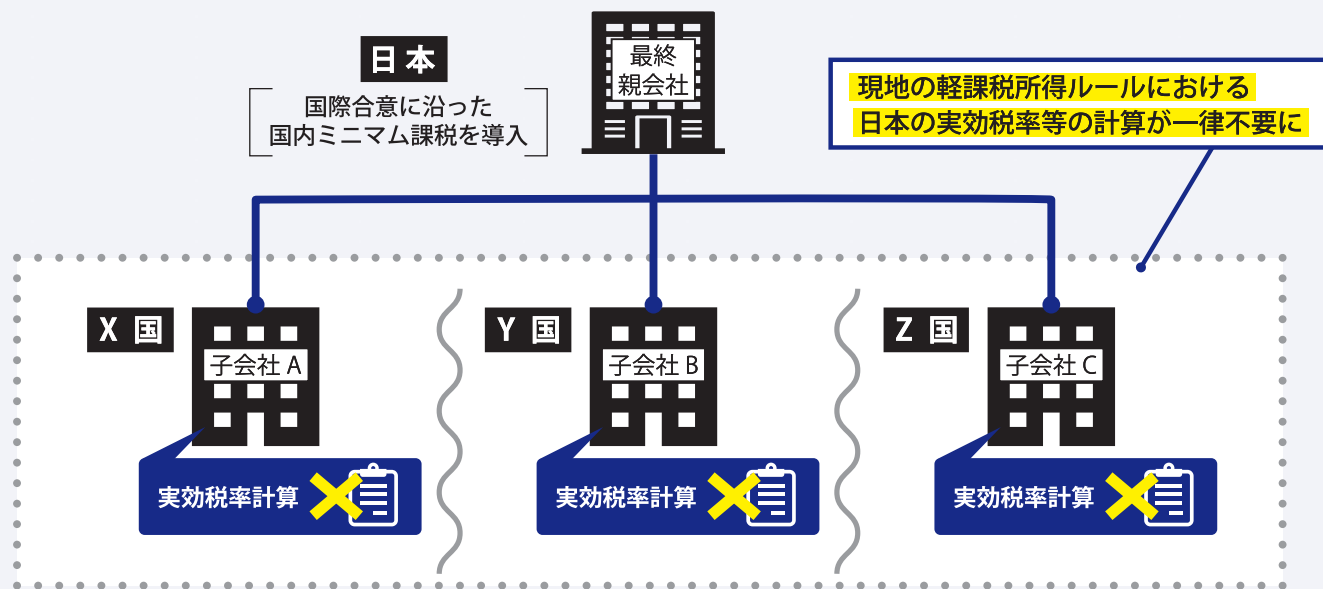 日本
国際合意に沿った
国内ミニマム課税を導入
最終
親会社
現地の軽課税所得ルールにおける
日本の実効税率等の計算が一律不要に
X 国
子会社 A
実効税率計算
Y 国
子会社 B
実効税率計算
Z 国
子会社 C
実効税率計算